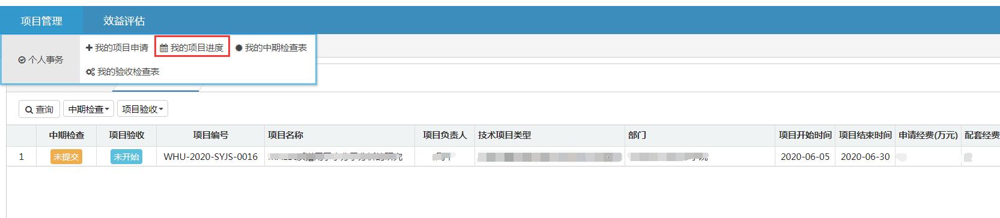 项目管理 效益评估
个人事务 我的项目申请 我的项目进度 我的中期检查表
我的验收检查表
查询 中期检查 项目验收
中期检查 项目验收 项目编号 项目名称 项目负责人 技术项目类型 部门 项目开始时间 项目结束时间 申请经费(万元) 配套经费
1 未提交 未开始 WHU-2020-SYJS-0016 2020-06-05 2020-06-30